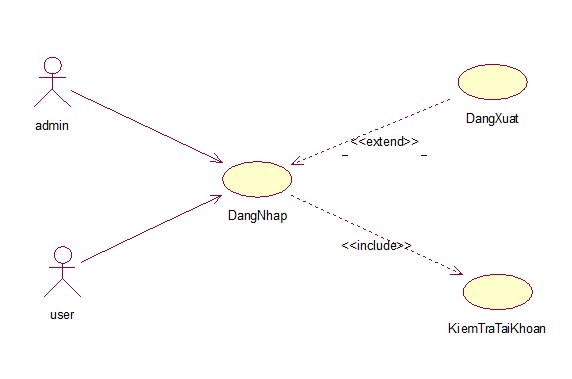 admin
DangXuat
<<extend>>
DangNhap
<<include>>
user
KiemTraTaiKhoan